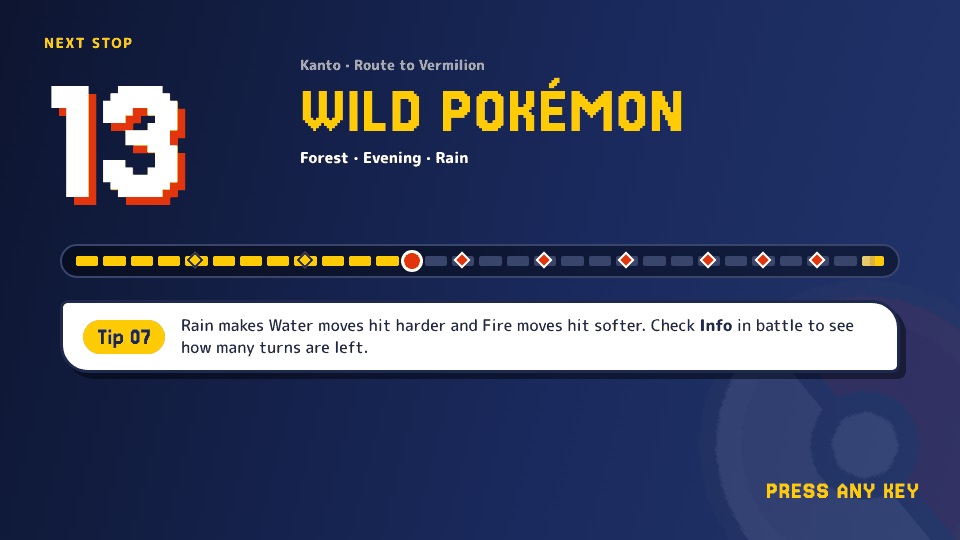 NEXT STOP
13
Kanto · Route to Vermilion
WILD POKÉMON
Forest · Evening · Rain
Tip 07
Rain makes Water moves hit harder and Fire moves hit softer. Check Info in battle to see
how many turns are left.
PRESS ANY KEY